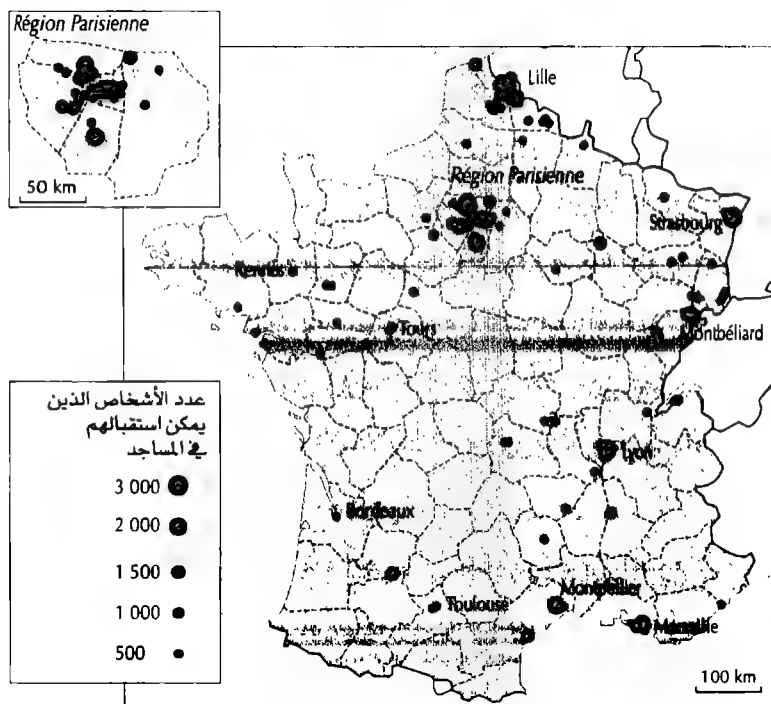 Région Parisienne
50 km
Lille
Région Parisienne
Strasbourg
Rennes
Tours
Montbéliard
Lyon
Bordeaux
Montpellier
Toulouse
Marseille
100 km
عدد الأشخاص الذين
يمكن استقبالهم
في المساجد
3 000
2 000
1 500
1 000
500